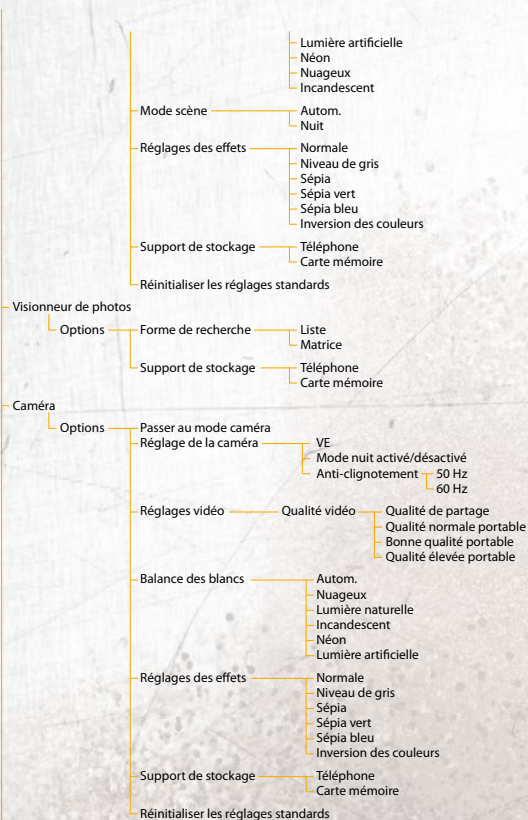 Lumière artificielle
Néon
Nuageux
Incandescent
Mode scène Autom.
Nuit
Réglages des effets Normale
Niveau de gris
Sépia
Sépia vert
Sépia bleu
Inversion des couleurs
Support de stockage Téléphone
Carte mémoire
Réinitialiser les réglages standards
Visionneur de photos
Options Forme de recherche Liste
Matrice
Support de stockage Téléphone
Carte mémoire
Caméra
Options Passer au mode caméra
Réglage de la caméra VE
Mode nuit activé/désactivé
Anti-clignotement 50 Hz
60 Hz
Réglages vidéo Qualité vidéo Qualité de partage
Qualité normale portable
Bonne qualité portable
Qualité élevée portable
Balance des blancs Autom.
Nuageux
Lumière naturelle
Incandescent
Néon
Lumière artificielle
Réglages des effets Normale
Niveau de gris
Sépia
Sépia vert
Sépia bleu
Inversion des couleurs
Support de stockage Téléphone
Carte mémoire
Réinitialiser les réglages standards